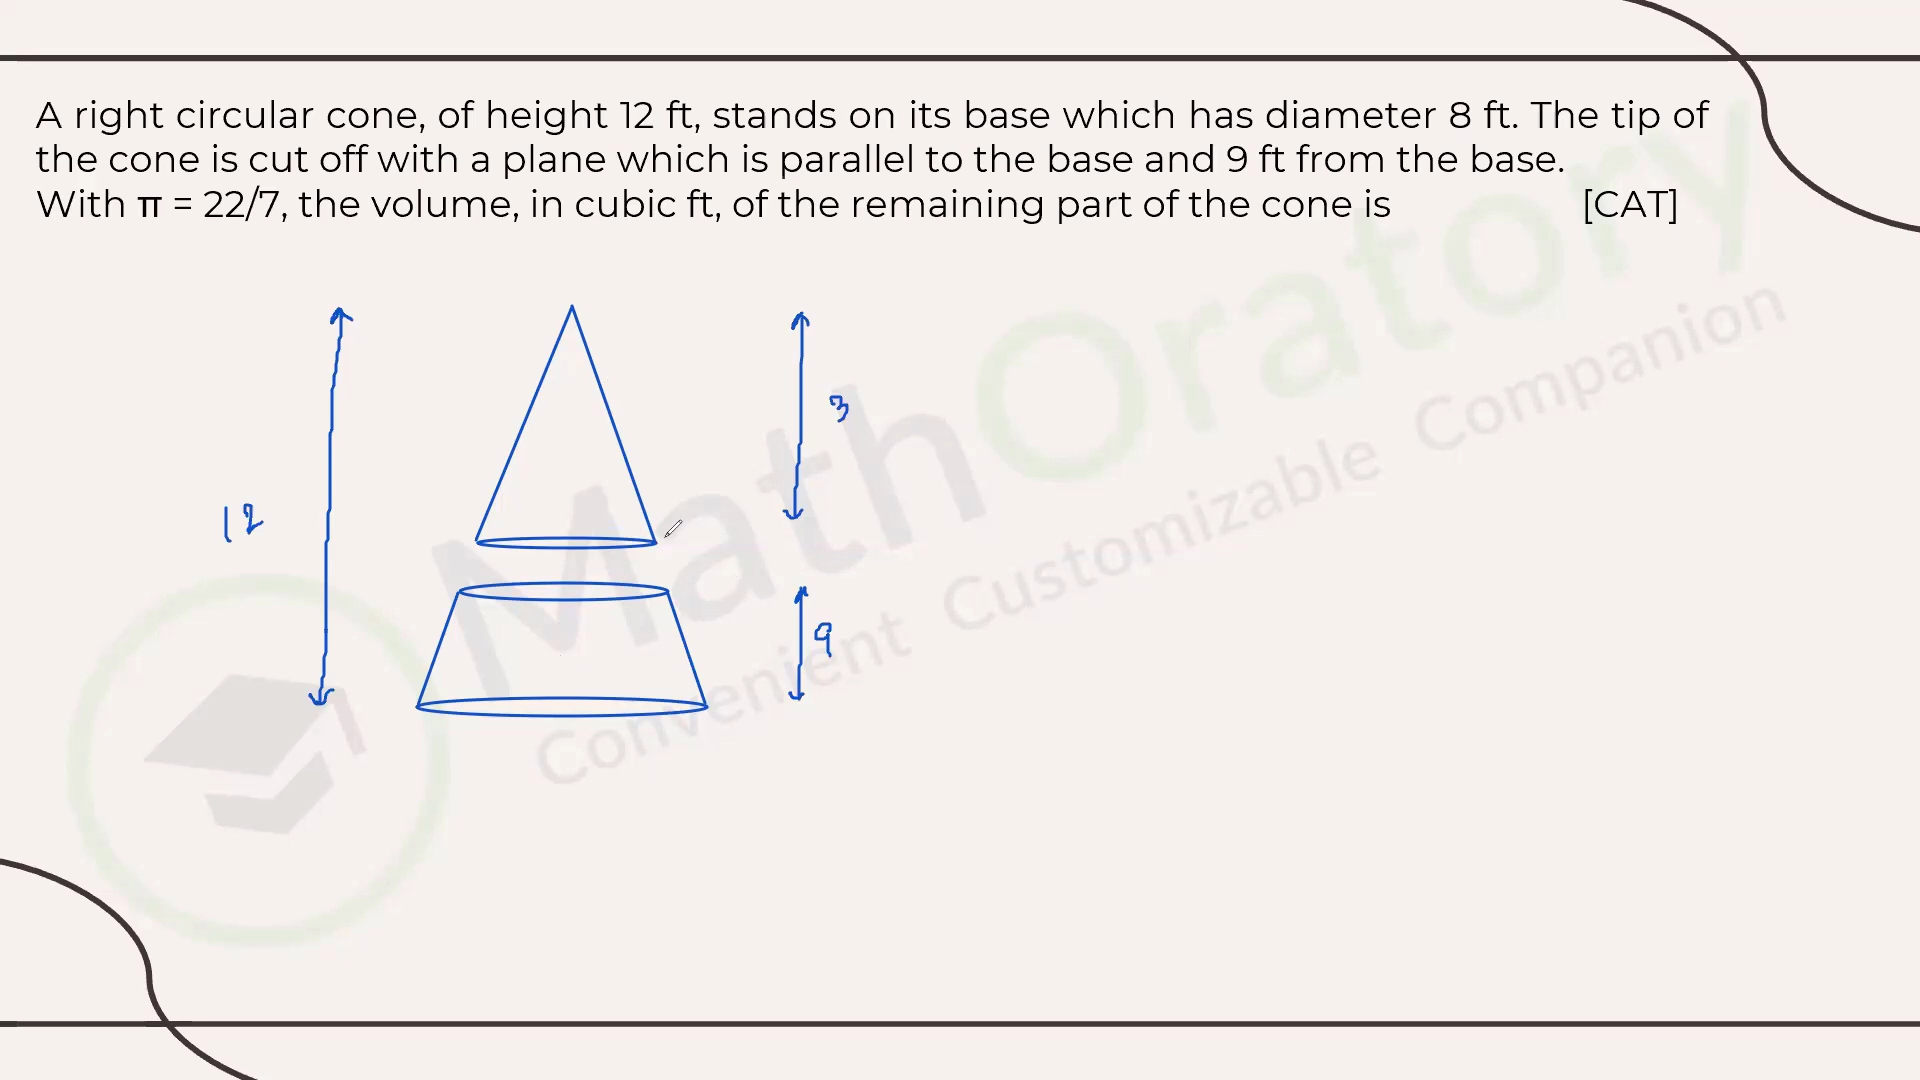 A right circular cone, of height 12 ft, stands on its base which has diameter 8 ft. The tip of
the cone is cut off with a plane which is parallel to the base and 9 ft from the base.
With π = 22/7, the volume, in cubic ft, of the remaining part of the cone is [CAT]
3
12
9
MathOratory
Convenient Customizable Companion